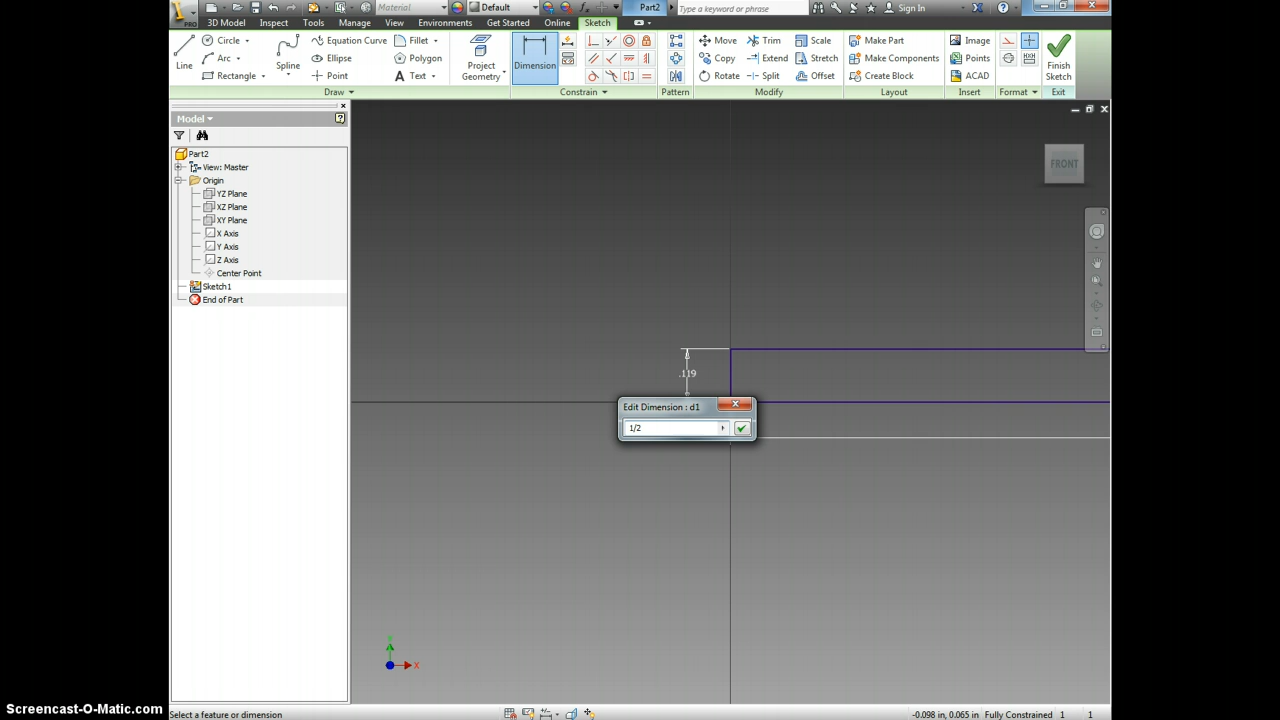 Material
Default
Part2
Type a keyword or phrase
Sign In
PRO
3D Model
Inspect
Tools
Manage
View
Environments
Get Started
Online
Sketch
Line
Circle
Arc
Rectangle
Spline
Equation Curve
Ellipse
Point
Fillet
Polygon
Text
Project
Geometry
Dimension
Move
Copy
Rotate
Trim
Extend
Split
Scale
Stretch
Offset
Make Part
Make Components
Create Block
Image
Points
ACAD
Finish
Sketch
Draw
Constrain
Pattern
Modify
Layout
Insert
Format
Exit
Model
Part2
View: Master
Origin
YZ Plane
XZ Plane
XY Plane
X Axis
Y Axis
Z Axis
Center Point
Sketch1
End of Part
FRONT
.119
Edit Dimension : d1
1/2
X
Screencast-O-Matic.com
Select a feature or dimension
-0.098 in, 0.065 in Fully Constrained 1 1